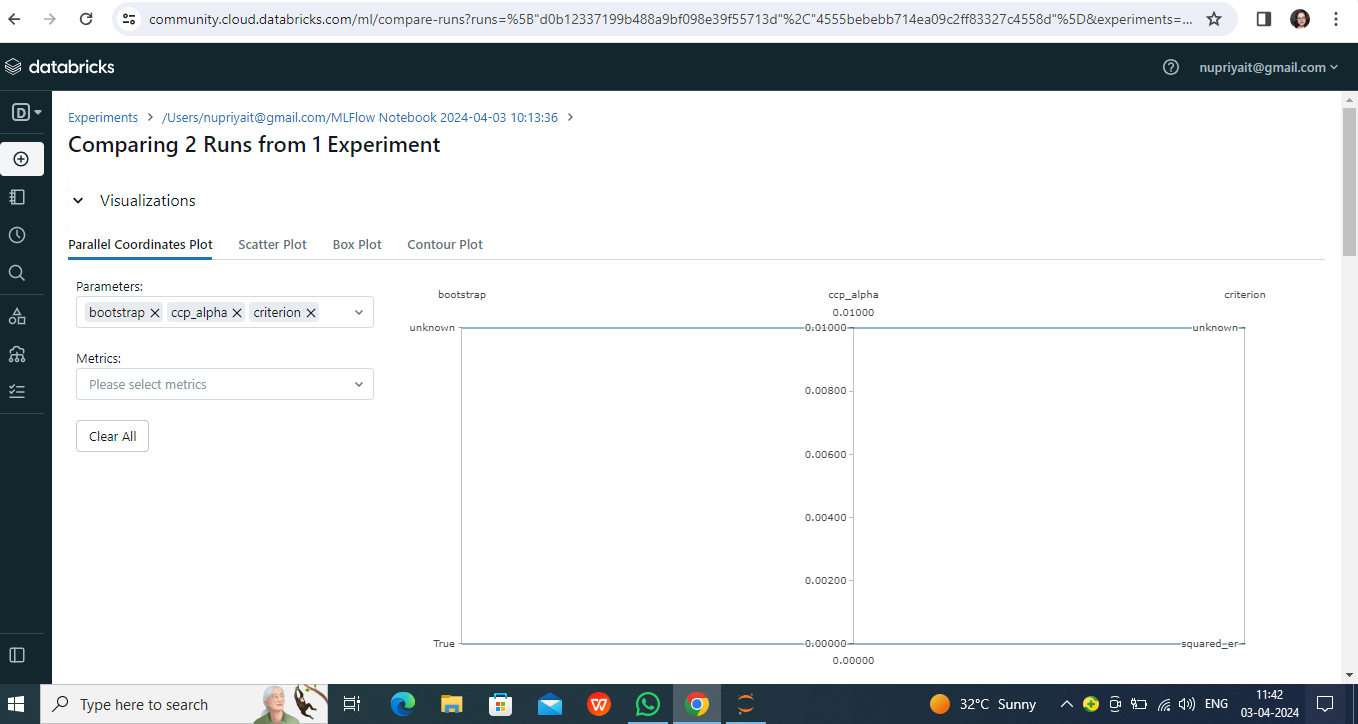 community.cloud.databricks.com/ml/compare-runs?runs=%5B"d0b12337199b488a9bf098e39f55713d"%2C"4555bebebb714ea09c2ff83327c4558d"%5D&experiments=...
databricks
nupriyait@gmail.com
D
Experiments > /Users/nupriyait@gmail.com/MLFlow Notebook 2024-04-03 10:13:36 >
Comparing 2 Runs from 1 Experiment
Visualizations
Parallel Coordinates Plot Scatter Plot Box Plot Contour Plot
Parameters:
bootstrap × ccp_alpha × criterion ×
Metrics:
Please select metrics
Clear All
bootstrap ccp_alpha criterion
0.01000
unknown 0.01000 unknown
0.00800
0.00600
0.00400
0.00200
True 0.00000 squared_er
0.00000
Type here to search
32°C Sunny
ENG
11:42
03-04-2024